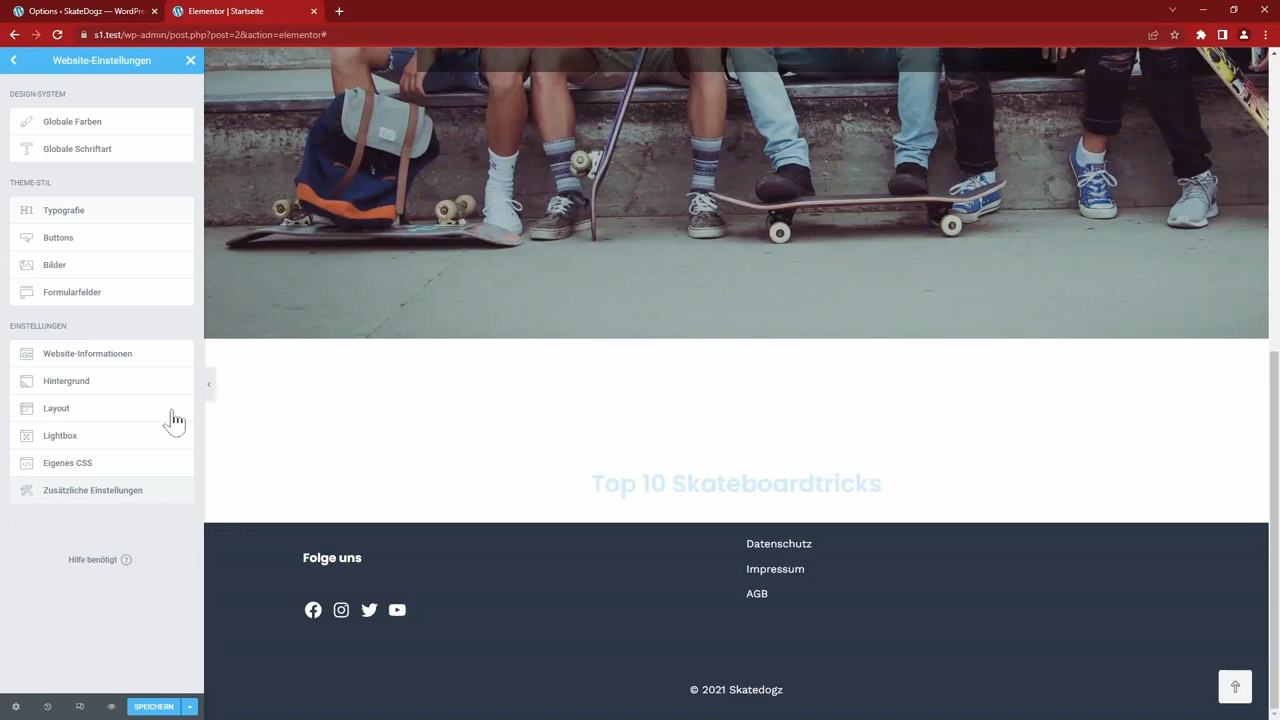 Options ‹ SkateDogz — WordPre
Elementor | Startseite
s1.test/wp-admin/post.php?post=2&action=elementor#
Website-Einstellungen
DESIGN-SYSTEM
Globale Farben
Globale Schriftart
THEME-STIL
H1 Typografie
Buttons
Bilder
Formularfelder
EINSTELLUNGEN
Website-Informationen
Hintergrund
Layout
Lightbox
Eigenes CSS
Zusätzliche Einstellungen
Hilfe benötigt ?
SPEICHERN
Top 10 Skateboardtricks
Folge uns
Datenschutz
Impressum
AGB
© 2021 Skatedogz